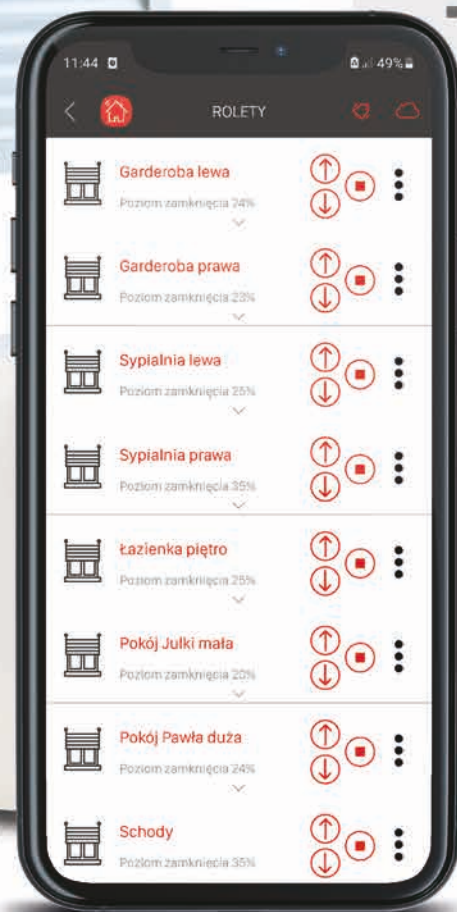 11:44
49%
ROLETY
Garderoba lewa
Poziom zamknięcia 24%
Garderoba prawa
Poziom zamknięcia 23%
Sypialnia lewa
Poziom zamknięcia 25%
Sypialnia prawa
Poziom zamknięcia 35%
Łazienka piętro
Poziom zamknięcia 25%
Pokój Julki mała
Poziom zamknięcia 20%
Pokój Pawła duża
Poziom zamknięcia 24%
Schody
Poziom zamknięcia 35%